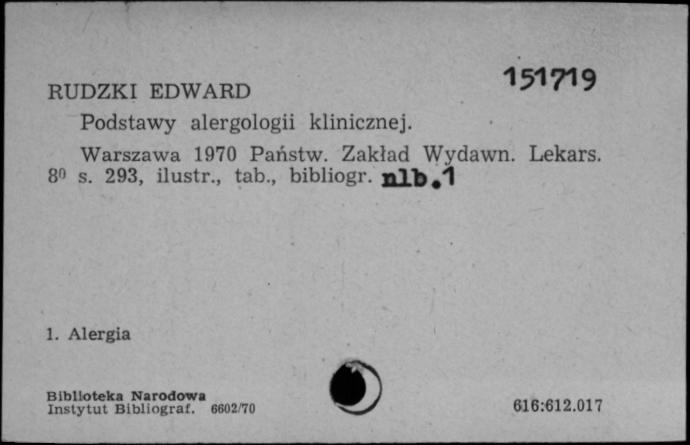 151719
RUDZKI EDWARD
Podstawy alergologii klinicznej.
Warszawa 1970 Państw. Zakład Wydawn. Lekars.
8⁰ s. 293, ilustr., tab., bibliogr. nlb.1
1. Alergia
Biblioteka Narodowa
Instytut Bibliograf. 6602/70
616:612.017